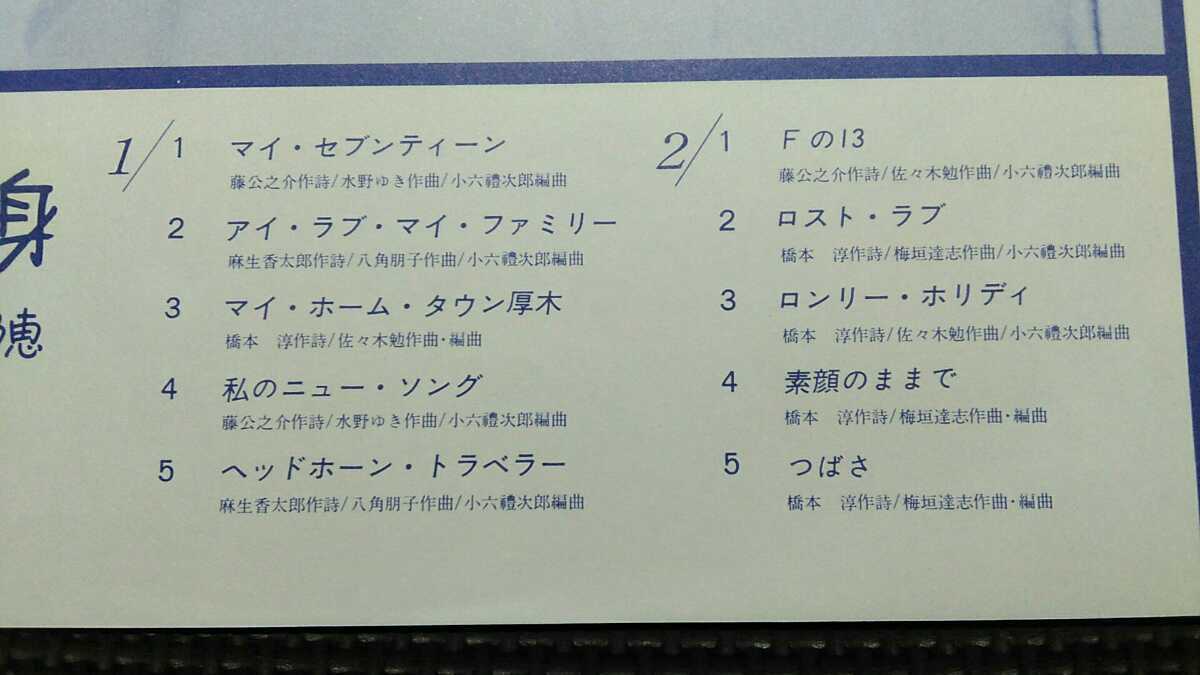 身
穂
1/1 マイ・セブンティーン
藤公之介作詩/水野ゆき作曲/小六禮次郎編曲
2 アイ・ラブ・マイ・ファミリー
麻生香太郎作詩/八角朋子作曲/小六禮次郎編曲
3 マイ・ホーム・タウン厚木
橋本 淳作詩/佐々木勉作曲・編曲
4 私のニュー・ソング
藤公之介作詩/水野ゆき作曲/小六禮次郎編曲
5 ヘッドホーン・トラベラー
麻生香太郎作詩/八角朋子作曲/小六禮次郎編曲
2/1 Fの13
藤公之介作詩/佐々木勉作曲/小六禮次郎編曲
2 ロスト・ラブ
橋本 淳作詩/梅垣達志作曲/小六禮次郎編曲
3 ロンリー・ホリディ
橋本 淳作詩/佐々木勉作曲/小六禮次郎編曲
4 素顔のままで
橋本 淳作詩/梅垣達志作曲・編曲
5 つばさ
橋本 淳作詩/梅垣達志作曲・編曲